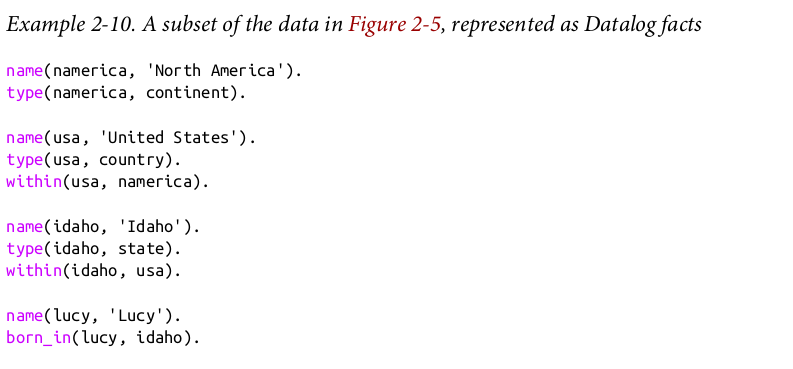 Example 2-10. A subset of the data in Figure 2-5, represented as Datalog facts
name(namerica, 'North America').
type(namerica, continent).
name(usa, 'United States').
type(usa, country).
within(usa, namerica).
name(idaho, 'Idaho').
type(idaho, state).
within(idaho, usa).
name(lucy, 'Lucy').
born_in(lucy, idaho).